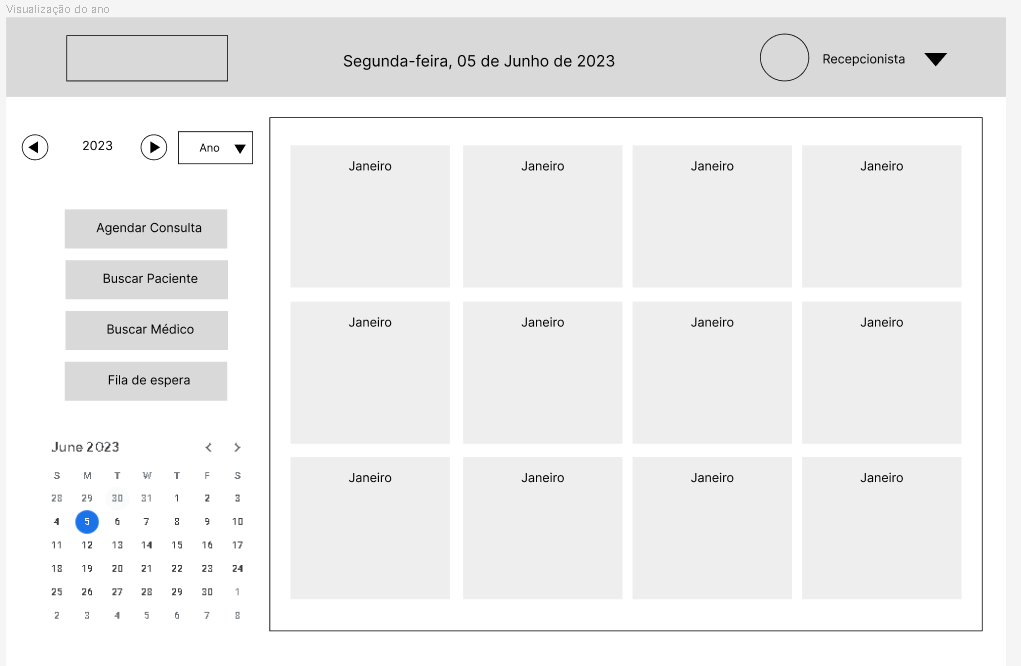 Visualização do ano
Segunda-feira, 05 de Junho de 2023
Recepcionista
2023
Ano
Agendar Consulta
Buscar Paciente
Buscar Médico
Fila de espera
June 2023
S M T W T F S
28 29 30 31 1 2 3
4 5 6 7 8 9 10
11 12 13 14 15 16 17
18 19 20 21 22 23 24
25 26 27 28 29 30 1
2 3 4 5 6 7 8
Janeiro Janeiro Janeiro Janeiro
Janeiro Janeiro Janeiro Janeiro
Janeiro Janeiro Janeiro Janeiro